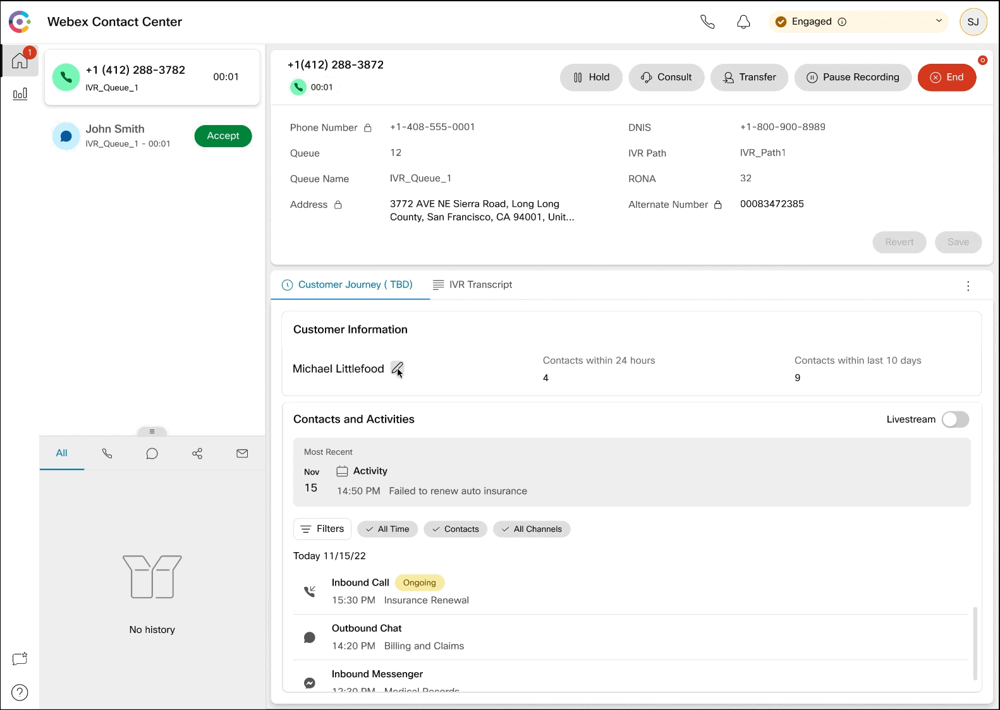 Webex Contact Center
Engaged
SJ
1
+1 (412) 288-3782
IVR_Queue_1
00:01
John Smith
IVR_Queue_1 - 00:01
Accept
All
No history
+1(412) 288-3872
00:01
Hold
Consult
Transfer
Pause Recording
End
Phone Number
+1-408-555-0001
DNIS
+1-800-900-8989
Queue
12
IVR Path
IVR_Path1
Queue Name
IVR_Queue_1
RONA
32
Address
3772 AVE NE Sierra Road, Long Long
County, San Francisco, CA 94001, Unit...
Alternate Number
00083472385
Revert
Save
Customer Journey ( TBD)
IVR Transcript
Customer Information
Michael Littlefood
Contacts within 24 hours
4
Contacts within last 10 days
9
Contacts and Activities
Livestream
Most Recent
Nov
15
Activity
14:50 PM Failed to renew auto insurance
Filters
All Time
Contacts
All Channels
Today 11/15/22
Inbound Call
Ongoing
15:30 PM Insurance Renewal
Outbound Chat
14:20 PM Billing and Claims
Inbound Messenger
12:30 PM Medical Records